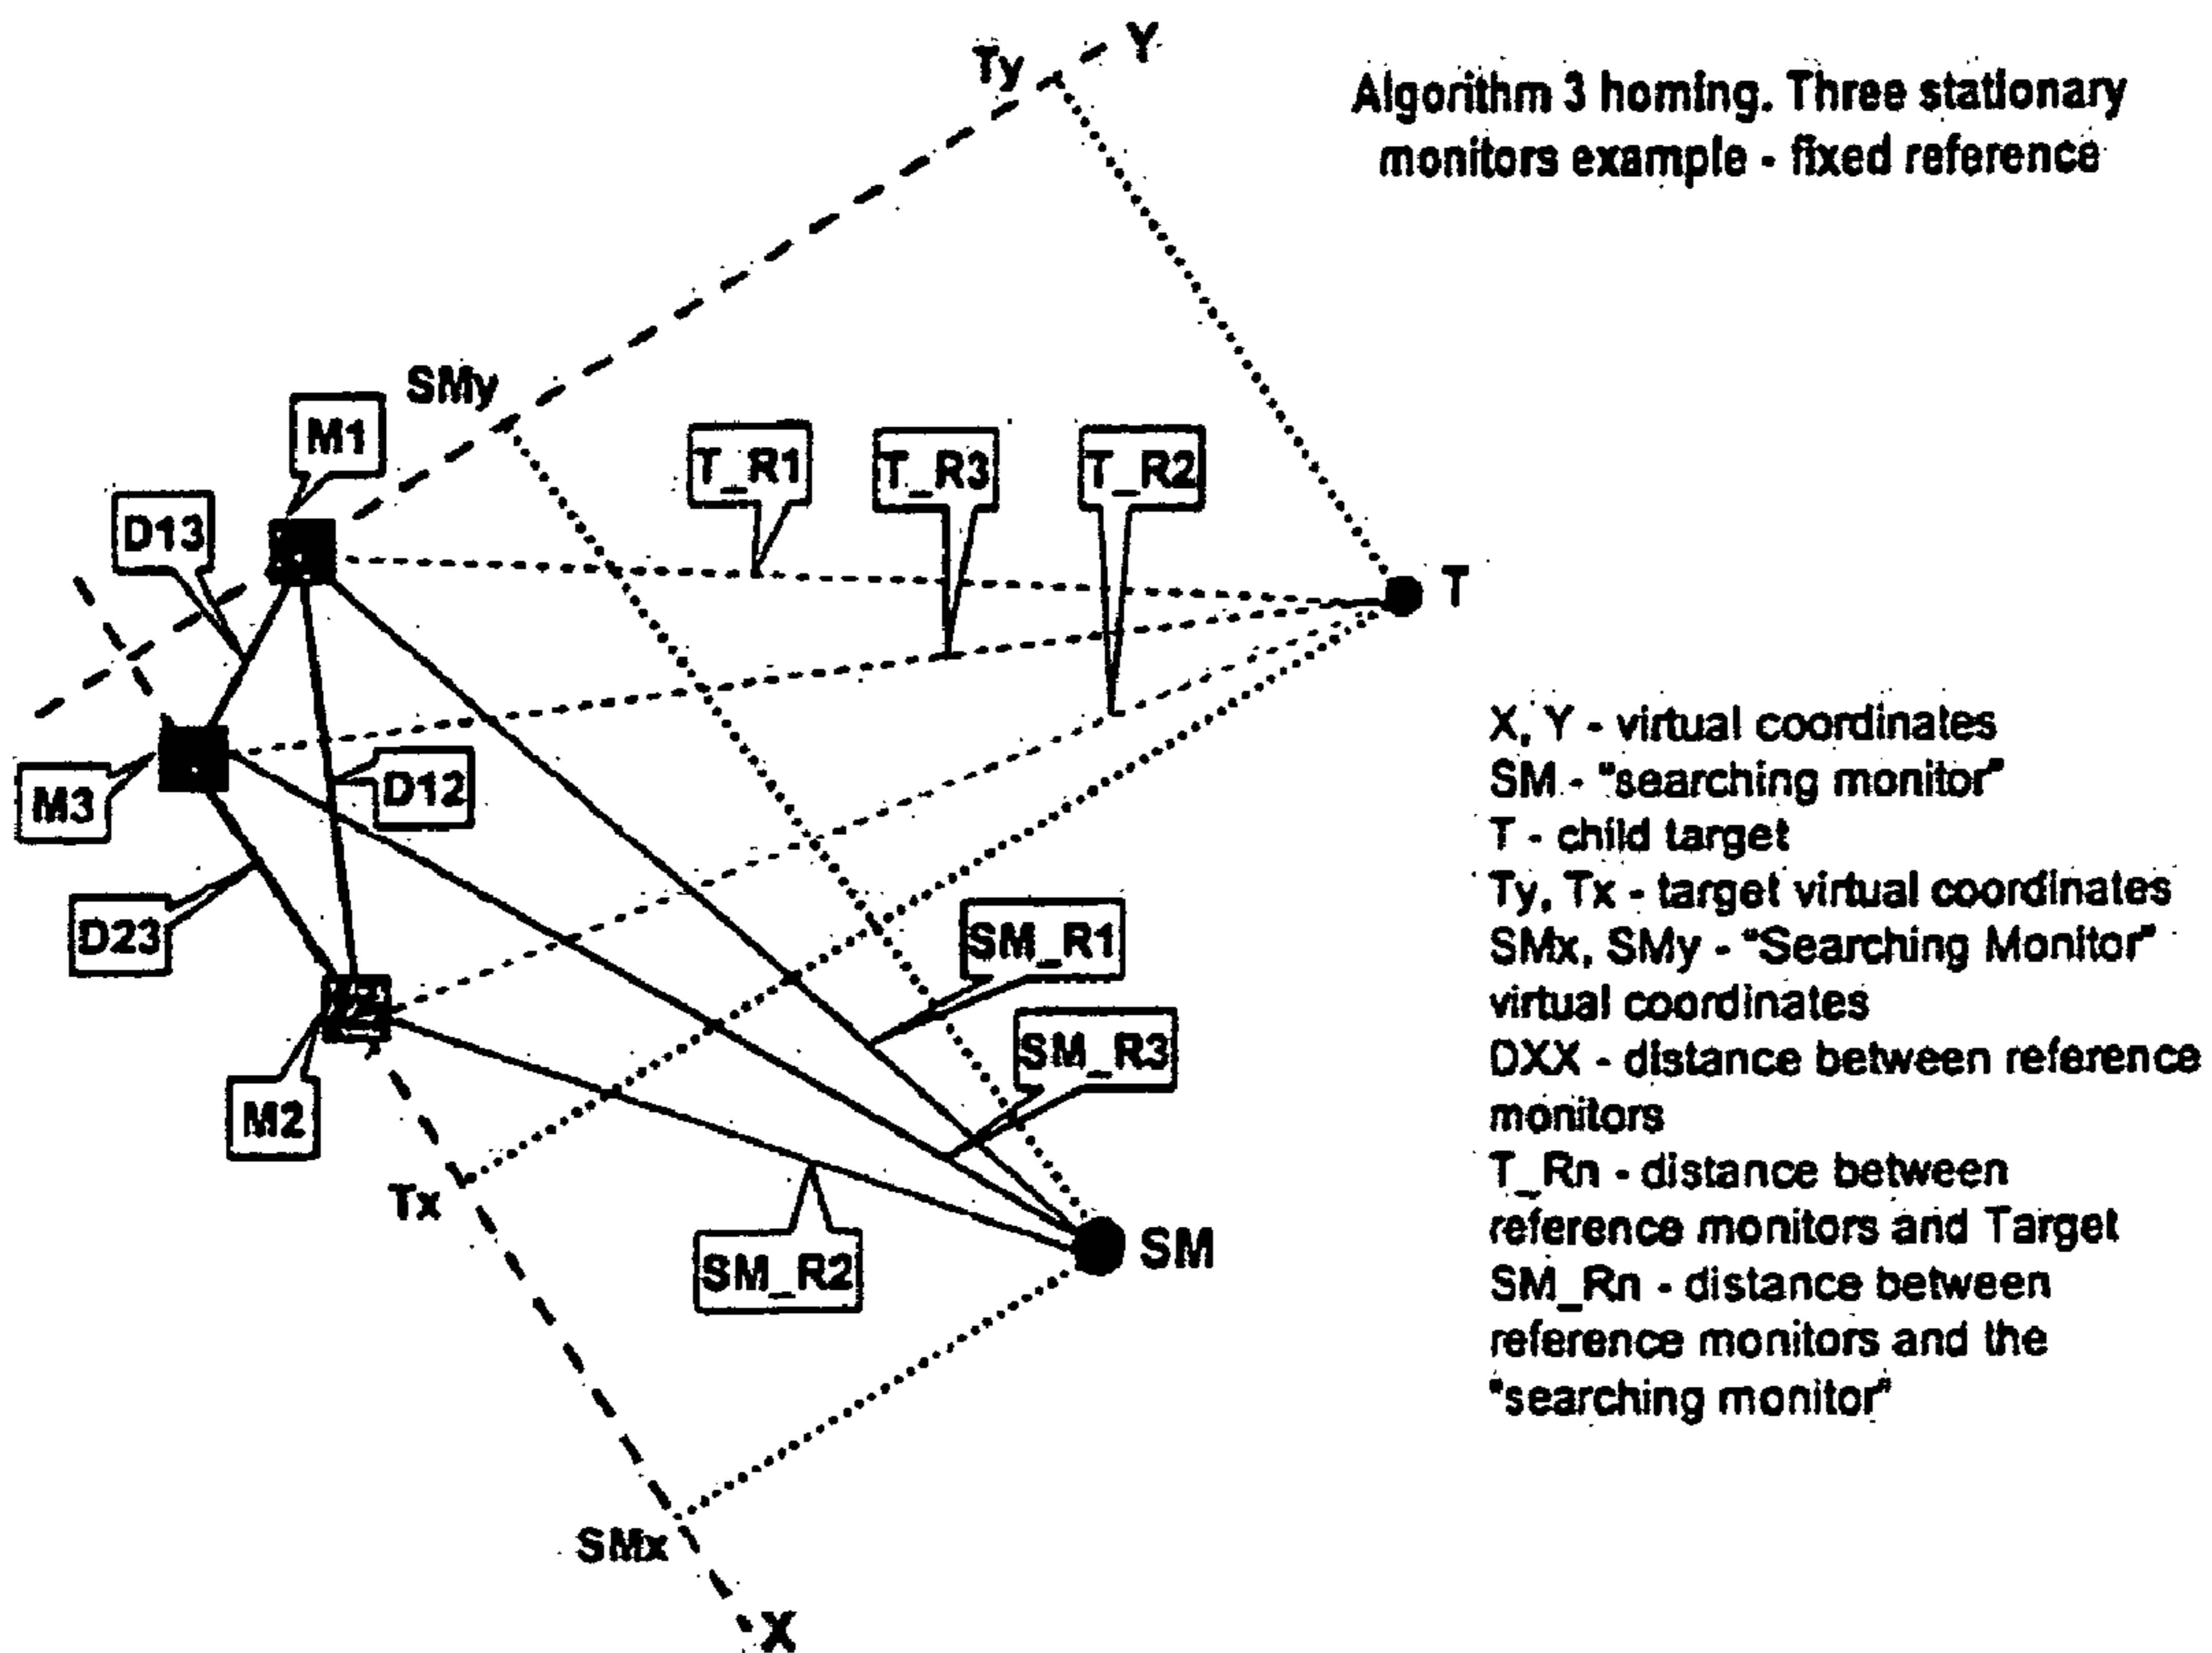 Y
Ty
Algorithm 3 homing. Three stationary
monitors example - fixed reference
SMy
M1
T_R1
T_R3
T_R2
D13
T
M3
D12
D23
M2
SM_R1
SM_R3
Tx
SM_R2
SM
SMx
X
X, Y - virtual coordinates
SM - "searching monitor"
T - child target
Ty, Tx - target virtual coordinates
SMx, SMy - "Searching Monitor"
virtual coordinates
DXX - distance between reference
monitors
T_Rn - distance between
reference monitors and Target
SM_Rn - distance between
reference monitors and the
"searching monitor"